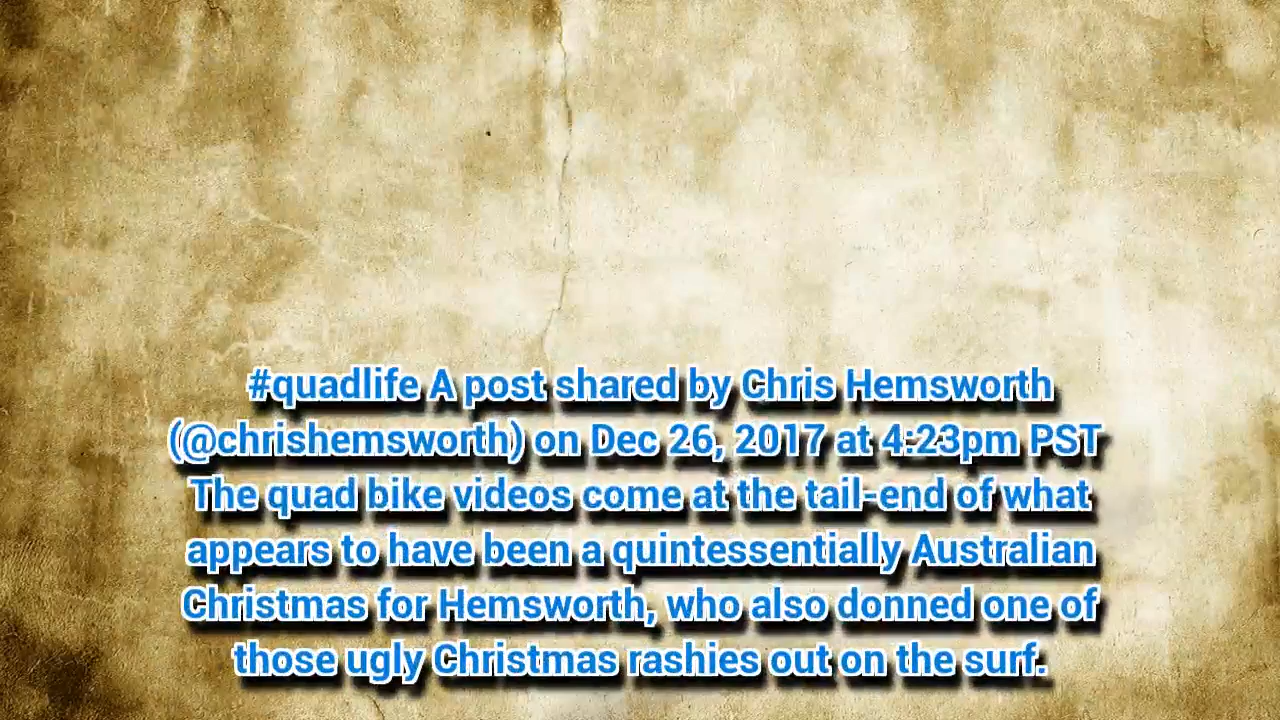 #quadlife A post shared by Chris Hemsworth
(@chrishemsworth) on Dec 26, 2017 at 4:23pm PST
The quad bike videos come at the tail-end of what
appears to have been a quintessentially Australian
Christmas for Hemsworth, who also donned one of
those ugly Christmas rashies out on the surf.